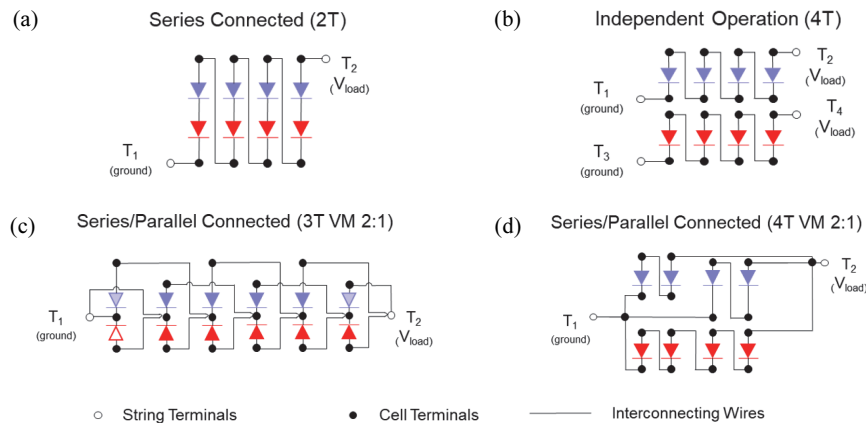 (a)
Series Connected (2T)
T2
(Vload)
T1
(ground)
(b)
Independent Operation (4T)
T2
(Vload)
T1
(ground)
T4
(Vload)
T3
(ground)
(c)
Series/Parallel Connected (3T VM 2:1)
T1
(ground)
T2
(Vload)
(d)
Series/Parallel Connected (4T VM 2:1)
T2
(Vload)
T1
(ground)
String Terminals
Cell Terminals
Interconnecting Wires